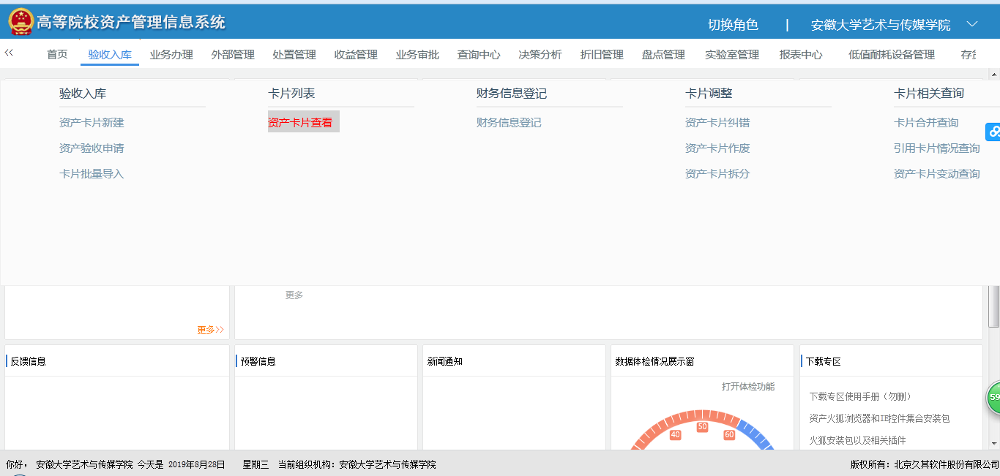 高等院校资产管理信息系统
切换角色 | 安徽大学艺术与传媒学院
首页 验收入库 业务办理 外部管理 处置管理 收益管理 业务审批 查询中心 决策分析 折旧管理 盘点管理 实验室管理 报表中心 低值耐耗设备管理
验收入库 卡片列表 财务信息登记 卡片调整 卡片相关查询
资产卡片新建 资产卡片查看 财务信息登记 资产卡片纠错 卡片合并查询
资产验收申请 资产卡片作废 引用卡片情况查询
卡片批量导入 资产卡片拆分 资产卡片变动查询
更多
更多>>
反馈信息 预警信息 新闻通知 数据体检情况展示窗 下载专区
打开体检功能
下载专区使用手册（勿删）
资产火狐浏览器和IE控件集合安装包
火狐安装包以及相关插件
40 50 60
59
你好， 安徽大学艺术与传媒学院 今天是 2019年8月28日 星期三 当前组织机构：安徽大学艺术与传媒学院 版权所有：北京久其软件股份有限公司